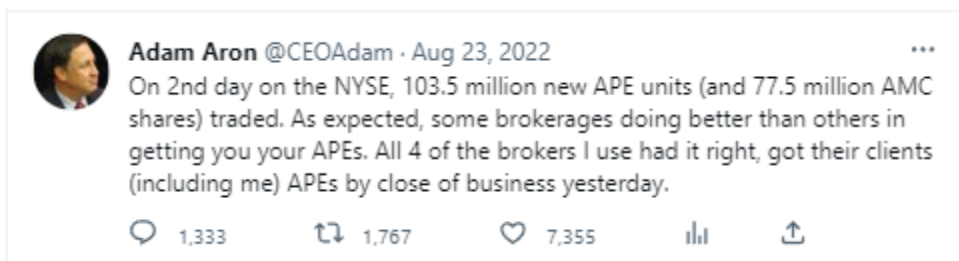 Adam Aron @CEOAdam · Aug 23, 2022
On 2nd day on the NYSE, 103.5 million new APE units (and 77.5 million AMC
shares) traded. As expected, some brokerages doing better than others in
getting you your APEs. All 4 of the brokers I use had it right, got their clients
(including me) APEs by close of business yesterday.
1,333 1,767 7,355